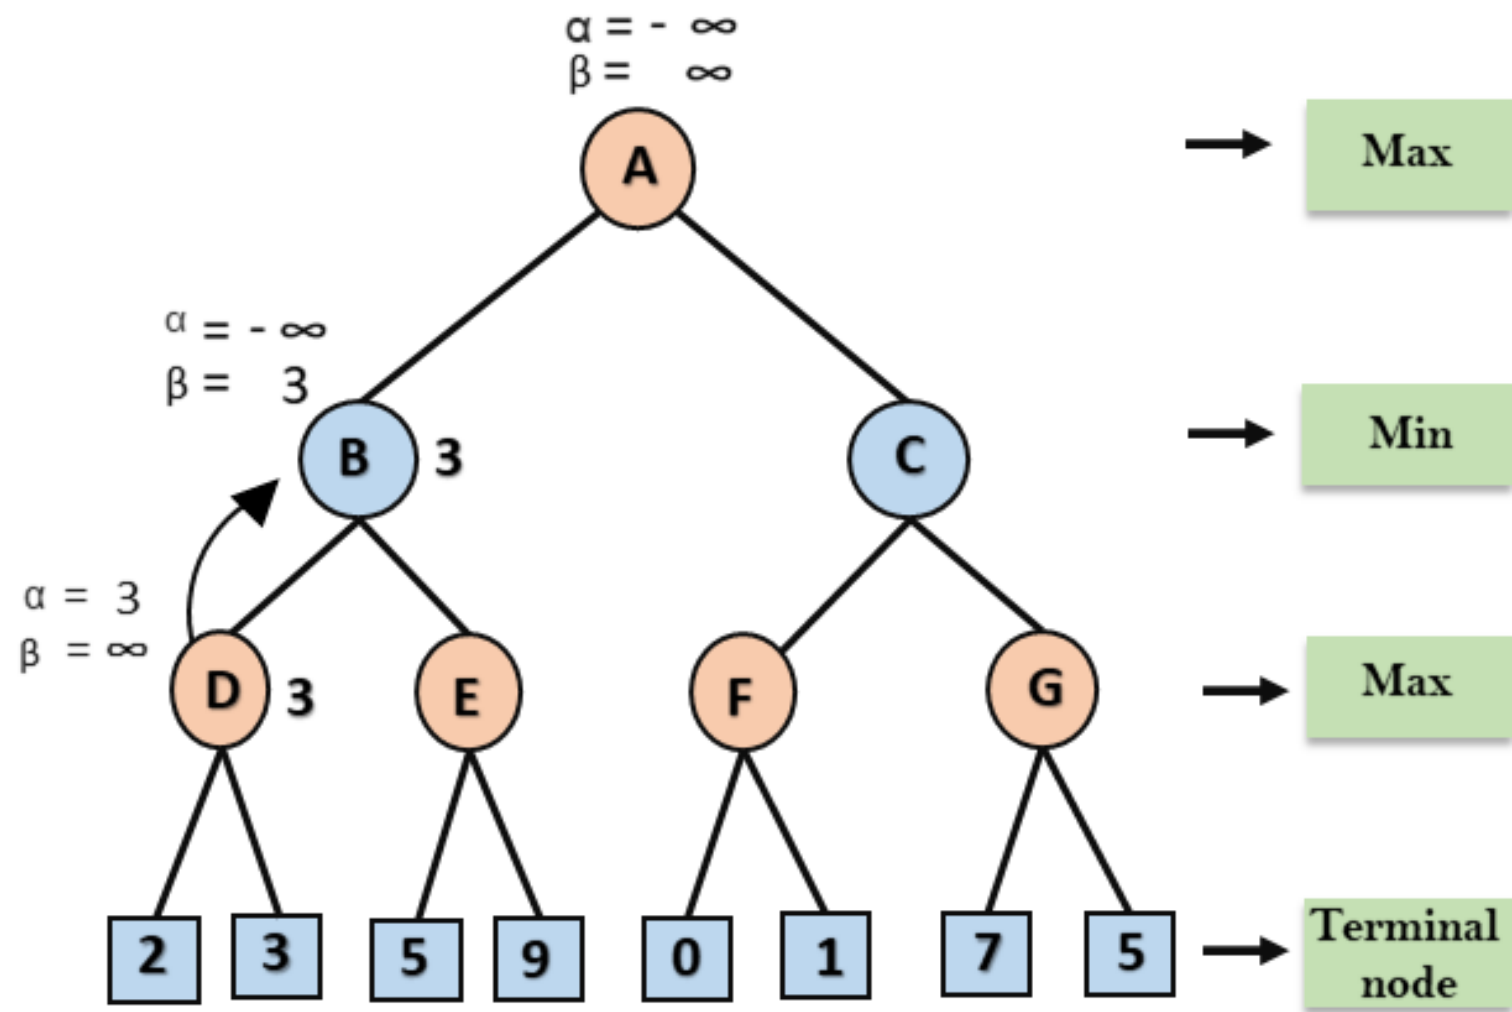 α = - ∞
β = ∞
A
Max
α = - ∞
β = 3
B 3
C
Min
α = 3
β = ∞
D 3
E
F
G
Max
2 3 5 9 0 1 7 5
Terminal
node